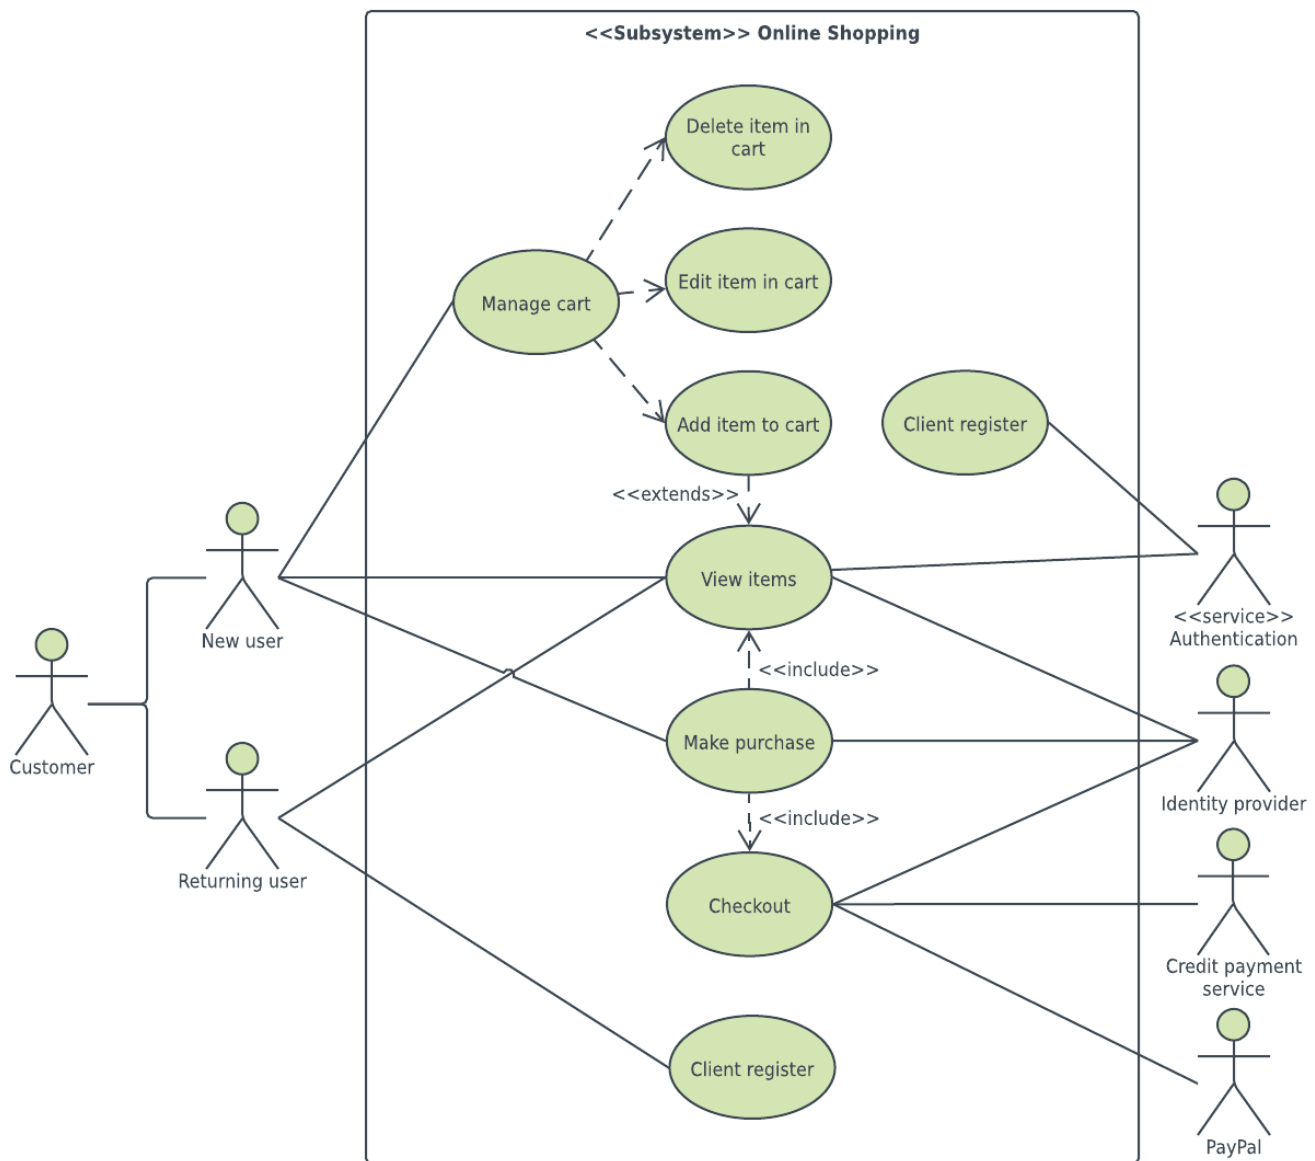 <<Subsystem>> Online Shopping
Delete item in
cart
Edit item in cart
Manage cart
Add item to cart
Client register
<<extends>>
View items
<<service>>
Authentication
New user
<<include>>
Make purchase
Customer
Identity provider
<<include>>
Returning user
Checkout
Credit payment
service
Client register
PayPal